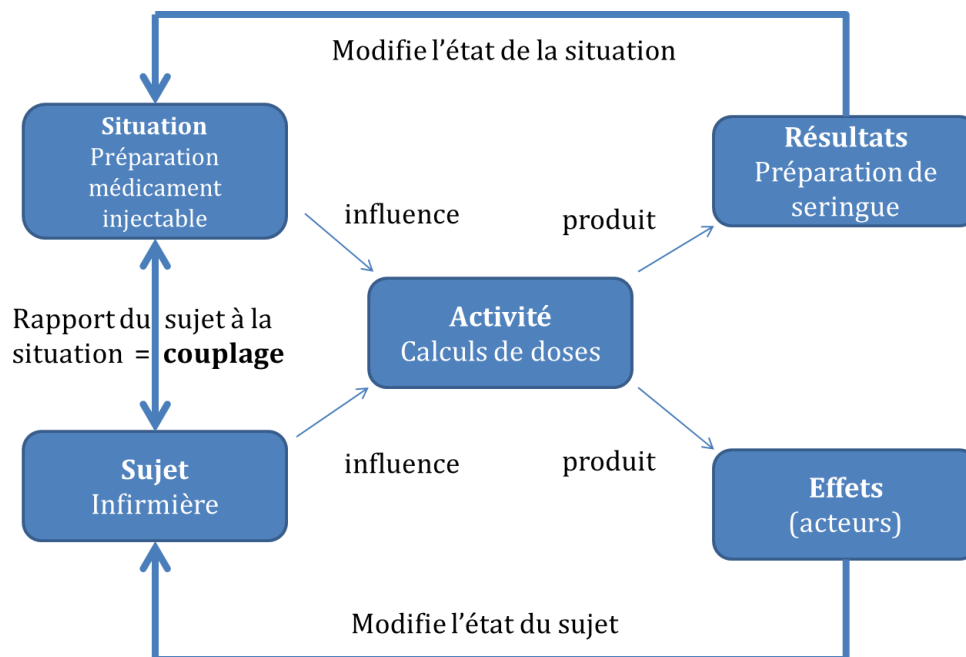 Modifie l’état de la situation
Situation
Préparation
médicament
injectable
Résultats
Préparation de
seringue
influence
produit
Rapport du sujet à la
situation = couplage
Activité
Calculs de doses
Sujet
Infirmière
influence
produit
Effets
(acteurs)
Modifie l’état du sujet